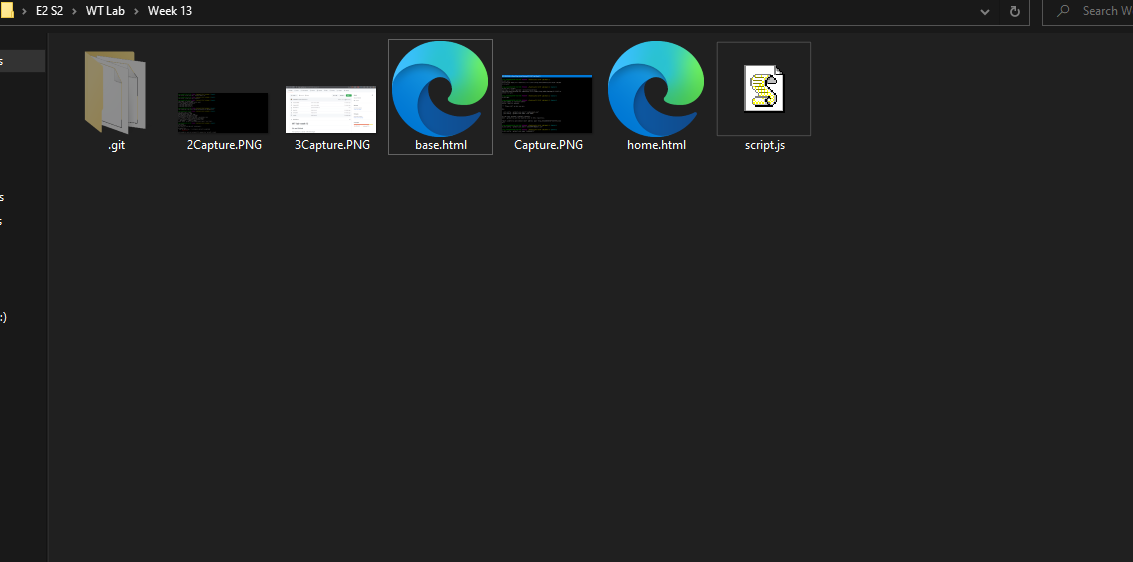 E2 S2 > WT Lab > Week 13
Search W
s
s
s
:)
.git
2Capture.PNG
3Capture.PNG
base.html
Capture.PNG
home.html
script.js